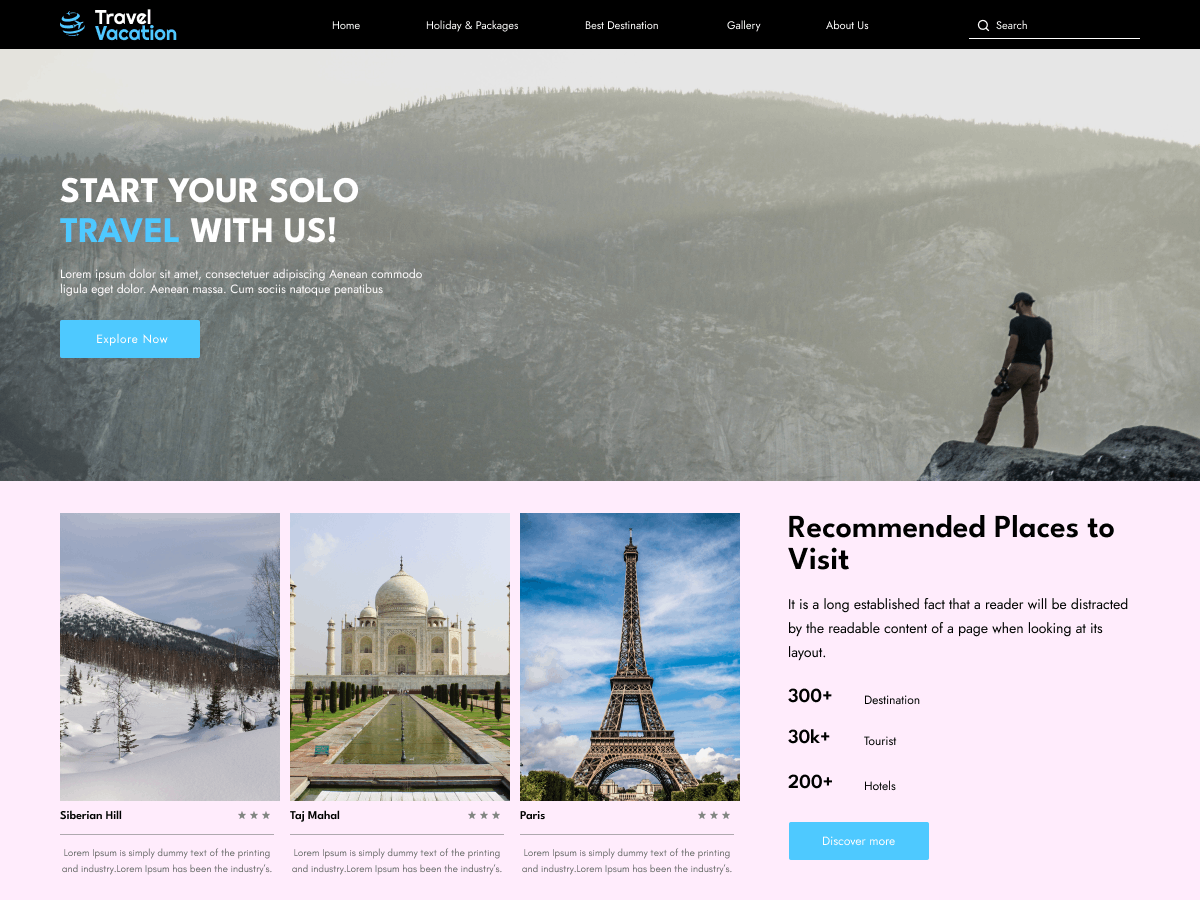 Travel
Vacation
Home
Holiday & Packages
Best Destination
Gallery
About Us
Search
START YOUR SOLO
TRAVEL WITH US!
Lorem ipsum dolor sit amet, consectetuer adipiscing Aenean commodo
ligula eget dolor. Aenean massa. Cum sociis natoque penatibus
Explore Now
Siberian Hill
Lorem Ipsum is simply dummy text of the printing
and industry.Lorem Ipsum has been the industry's.
Taj Mahal
Lorem Ipsum is simply dummy text of the printing
and industry.Lorem Ipsum has been the industry's.
Paris
Lorem Ipsum is simply dummy text of the printing
and industry.Lorem Ipsum has been the industry's.
Recommended Places to
Visit
It is a long established fact that a reader will be distracted
by the readable content of a page when looking at its
layout.
300+ Destination
30k+ Tourist
200+ Hotels
Discover more